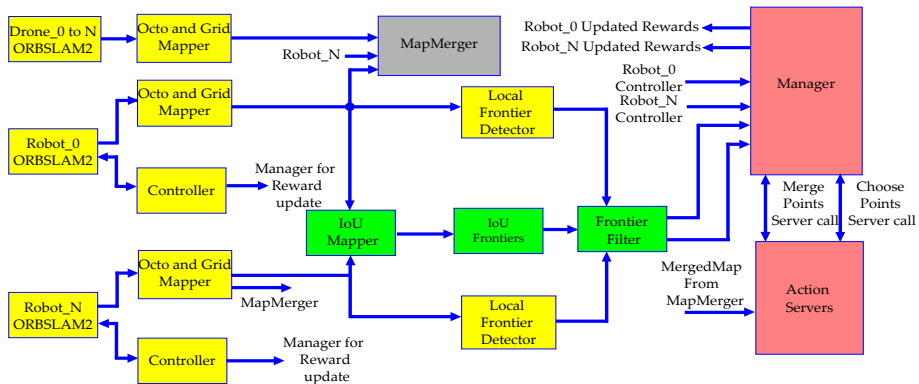 Drone_0 to N
ORBSLAM2
Octo and Grid
Mapper
MapMerger
Robot_N
Robot_0 Updated Rewards
Robot_N Updated Rewards
Manager
Robot_0
Controller
Robot_N
Controller
Octo and Grid
Mapper
Local
Frontier
Detector
Robot_0
ORBSLAM2
Controller
Manager for
Reward
update
Merge
Points
Server call
Choose
Points
Server call
IoU
Mapper
IoU
Frontiers
Frontier
Filter
Octo and Grid
Mapper
MapMerger
MergedMap
From
MapMerger
Action
Servers
Robot_N
ORBSLAM2
Local
Frontier
Detector
Controller
Manager for
Reward
update